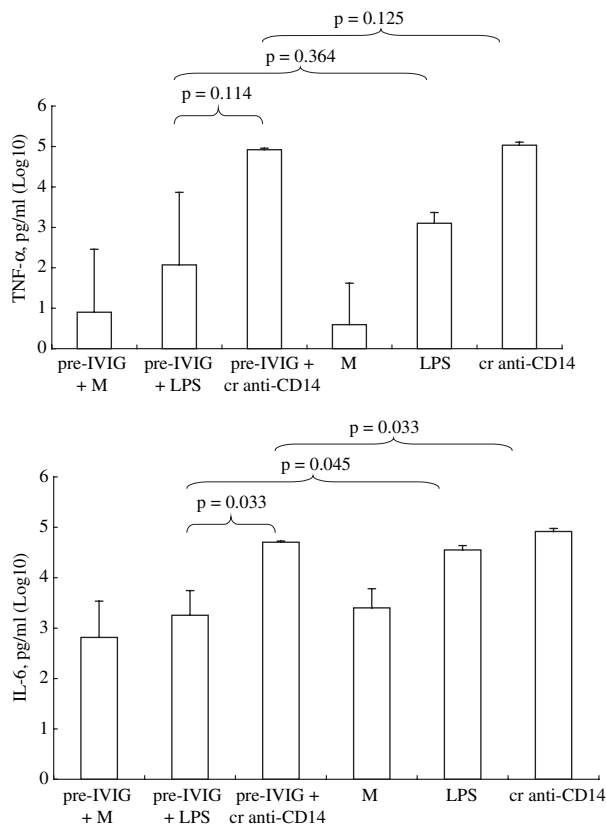 p = 0.125
p = 0.364
p = 0.114
TNF-α, pg/ml (Log10)
6
5
4
3
2
1
0
pre-IVIG + M
pre-IVIG + LPS
pre-IVIG + cr anti-CD14
M
LPS
cr anti-CD14
p = 0.033
p = 0.045
p = 0.033
IL-6, pg/ml (Log10)
6
5
4
3
2
1
0
pre-IVIG + M
pre-IVIG + LPS
pre-IVIG + cr anti-CD14
M
LPS
cr anti-CD14